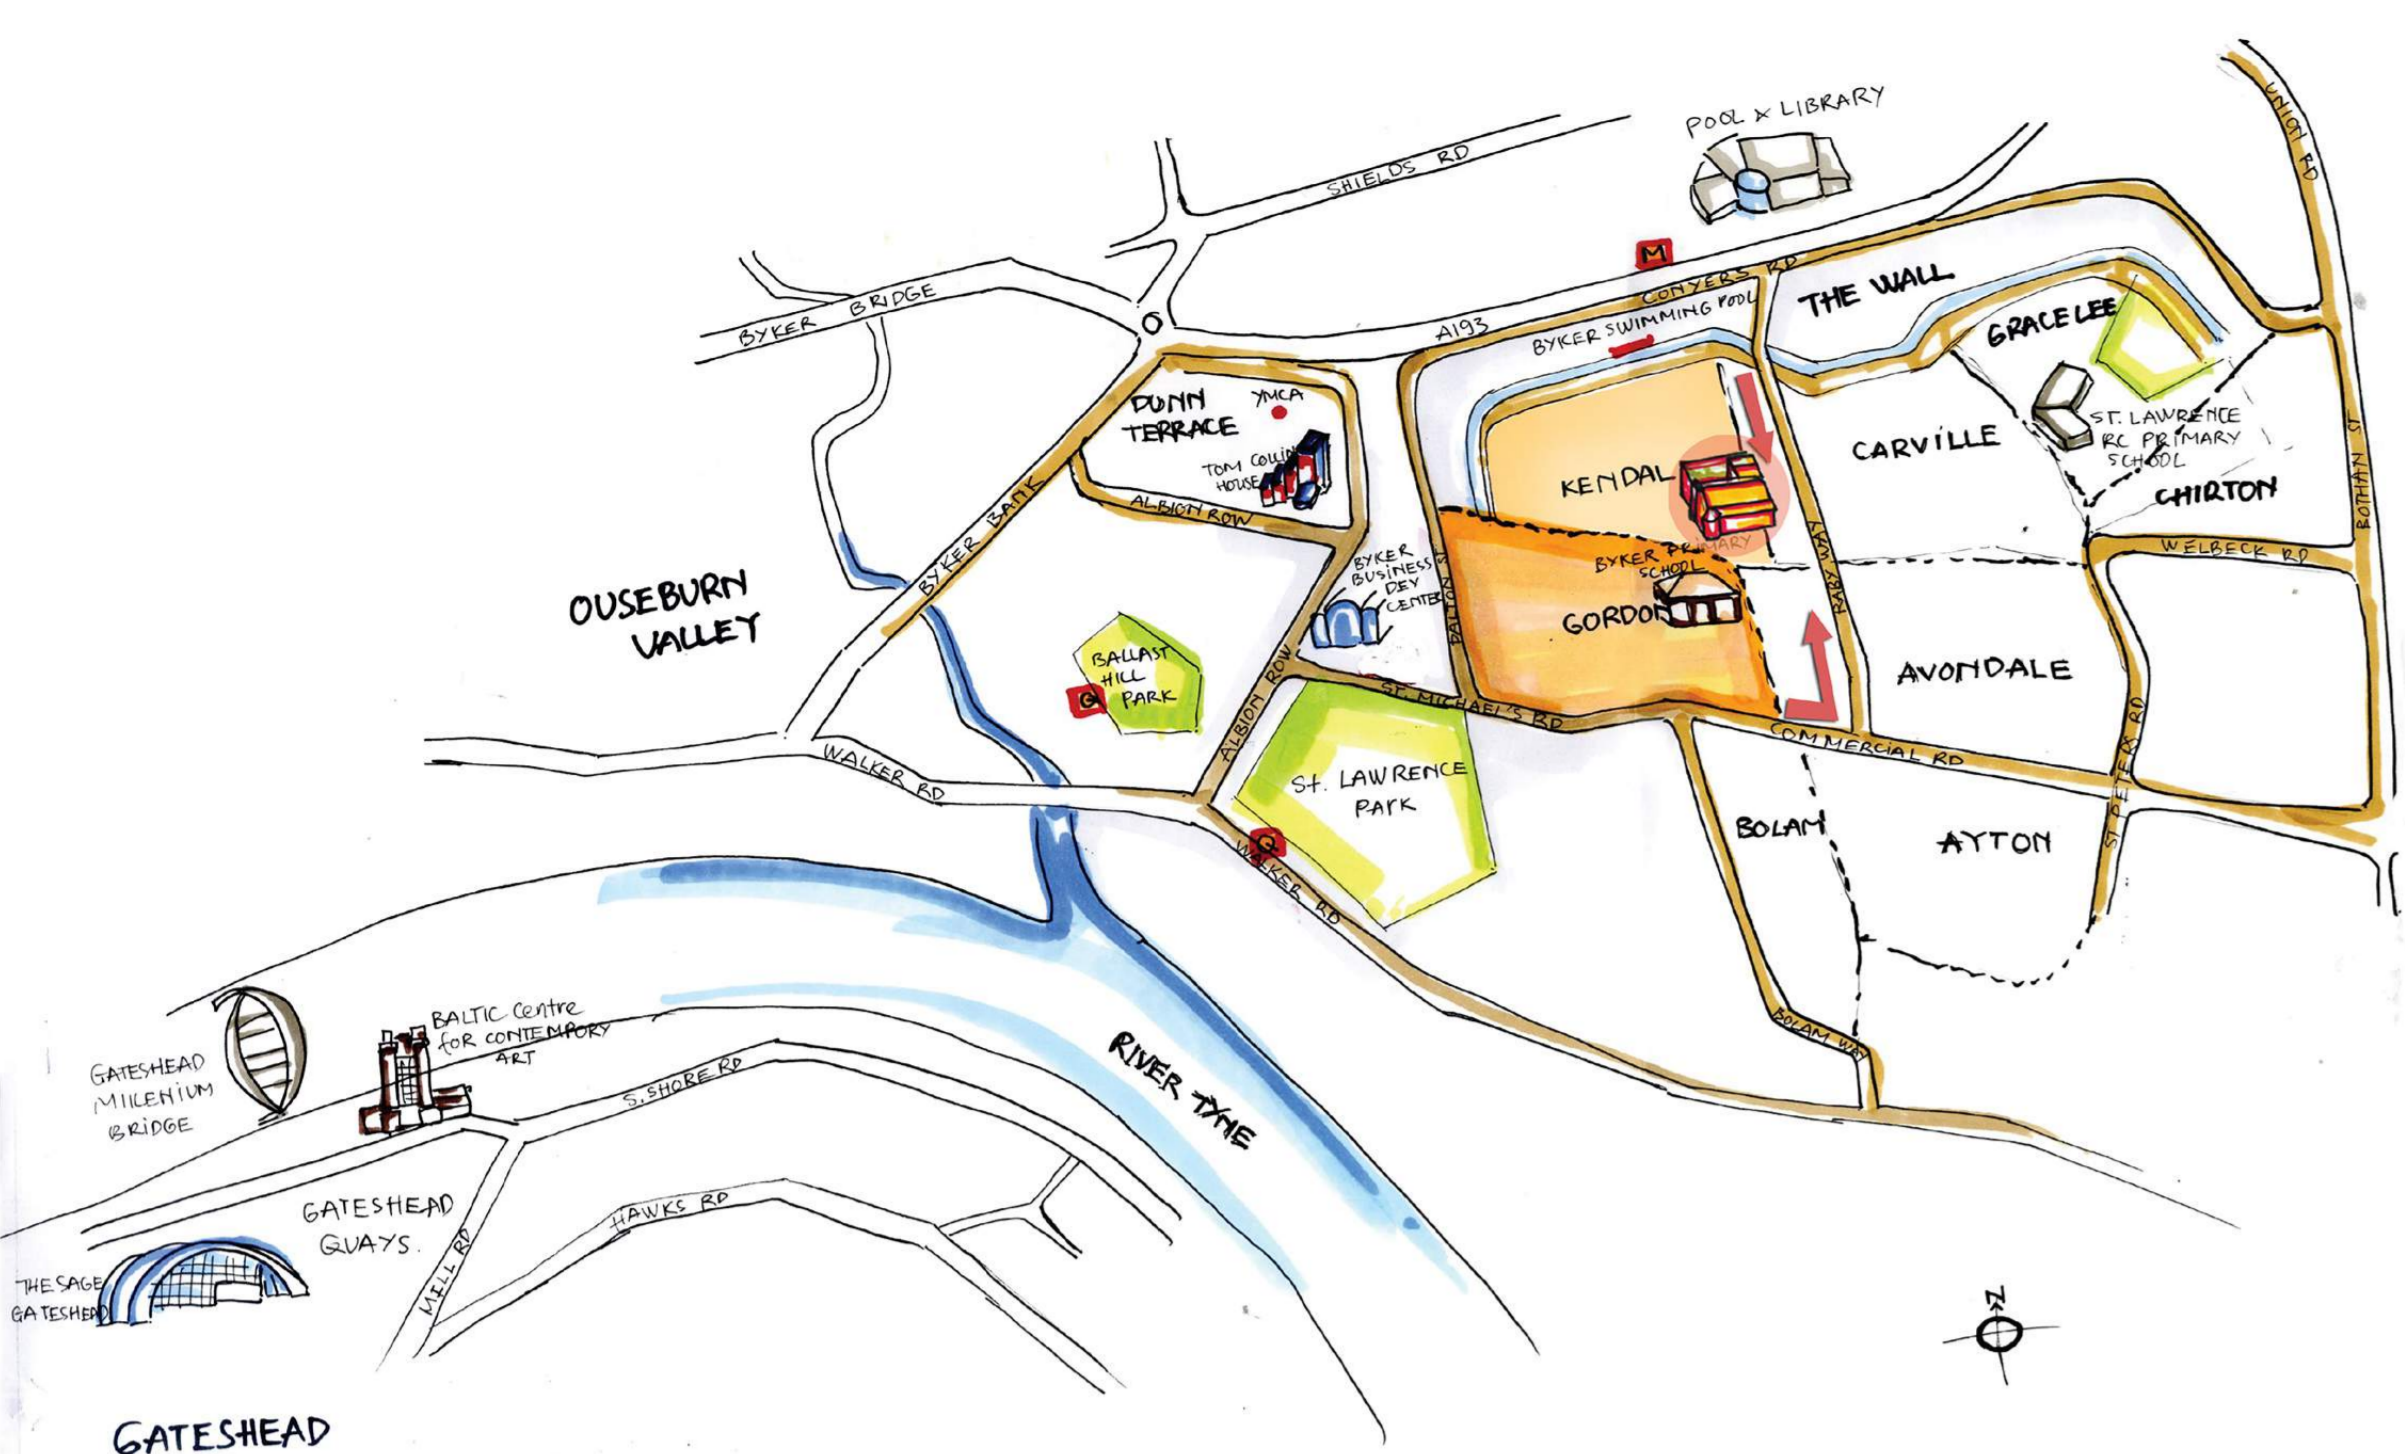 UNION RD
POOL & LIBRARY
SHIELDS RD
M
CONYERS RD
THE WALL
BYKER BRIDGE
A193
BYKER SWIMMING POOL
GRACE LEE
DUNN
TERRACE
YMCA
TOM COLLIN
HOUSE
KENDAL
CARVILLE
ST. LAWRENCE
RC PRIMARY
SCHOOL
CHIRTON
BOTHAN ST
BYKER BANK
ALBION ROW
BYKER
BUSINESS
DEV
CENTER
DALTON ST
BYKER PRIMARY
SCHOOL
GORDON
RABY WAY
WELBECK RD
OUSEBURN
VALLEY
BALLAST
HILL
PARK
Q
ALBION ROW
ST. MICHAEL'S RD
AVONDALE
COMMERCIAL RD
ST PETERS RD
WALKER RD
St. LAWRENCE
PARK
BOLAM
AYTON
Q
WALKER RD
BOLAM WAY
BALTIC Centre
for CONTEMPORY
ART
GATESHEAD
MILLENIUM
BRIDGE
S. SHORE RD
RIVER TYNE
GATESHEAD
QUAYS.
HAWKS RD
MILL RD
THE SAGE
GATESHEAD
N
GATESHEAD